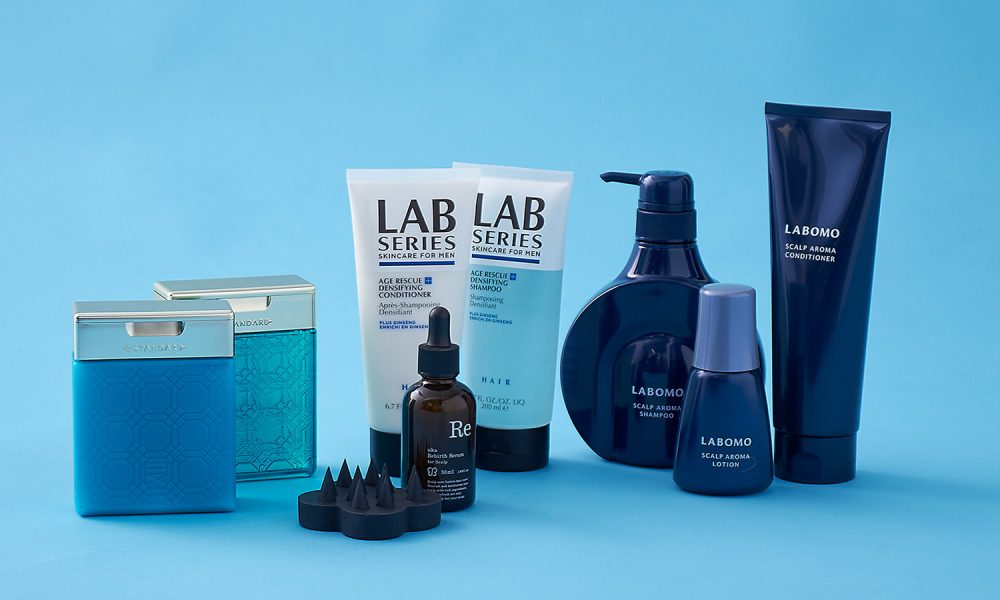 STANDARD
STANDARD
LAB
SERIES
SKINCARE FOR MEN
AGE RESCUE +
DENSIFYING
CONDITIONER
Après-Shampooing
Densifiant
PLUS GINSENG
ENRICHI EN GINSENG
H
6.7 F
LAB
SERIES
SKINCARE FOR MEN
AGE RESCUE +
DENSIFYING
SHAMPOO
Shampooing
Densifiant
PLUS GINSENG
ENRICHI EN GINSENG
HAIR
FL. OZ./OZ. LIQ.
200 ml e
Re
uka
Rebirth Serum
for Scalp
50ml
LABOMO
SCALP AROMA
SHAMPOO
LABOMO
SCALP AROMA
LOTION
LABOMO
SCALP AROMA
CONDITIONER